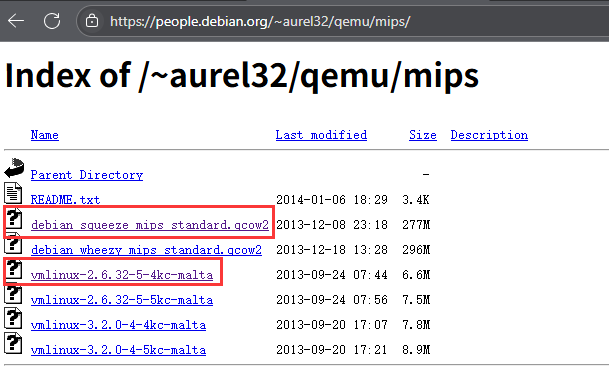 https://people.debian.org/~aurel32/qemu/mips/
Index of /~aurel32/qemu/mips
Name Last modified Size Description
Parent Directory -
README.txt 2014-01-06 18:29 3.4K
debian_squeeze_mips_standard.qcow2 2013-12-08 23:18 277M
debian_wheezy_mips_standard.qcow2 2013-12-18 13:28 296M
vmlinux-2.6.32-5-4kc-malta 2013-09-24 07:44 6.6M
vmlinux-2.6.32-5-5kc-malta 2013-09-24 07:56 7.5M
vmlinux-3.2.0-4-4kc-malta 2013-09-20 17:07 7.8M
vmlinux-3.2.0-4-5kc-malta 2013-09-20 17:21 8.9M